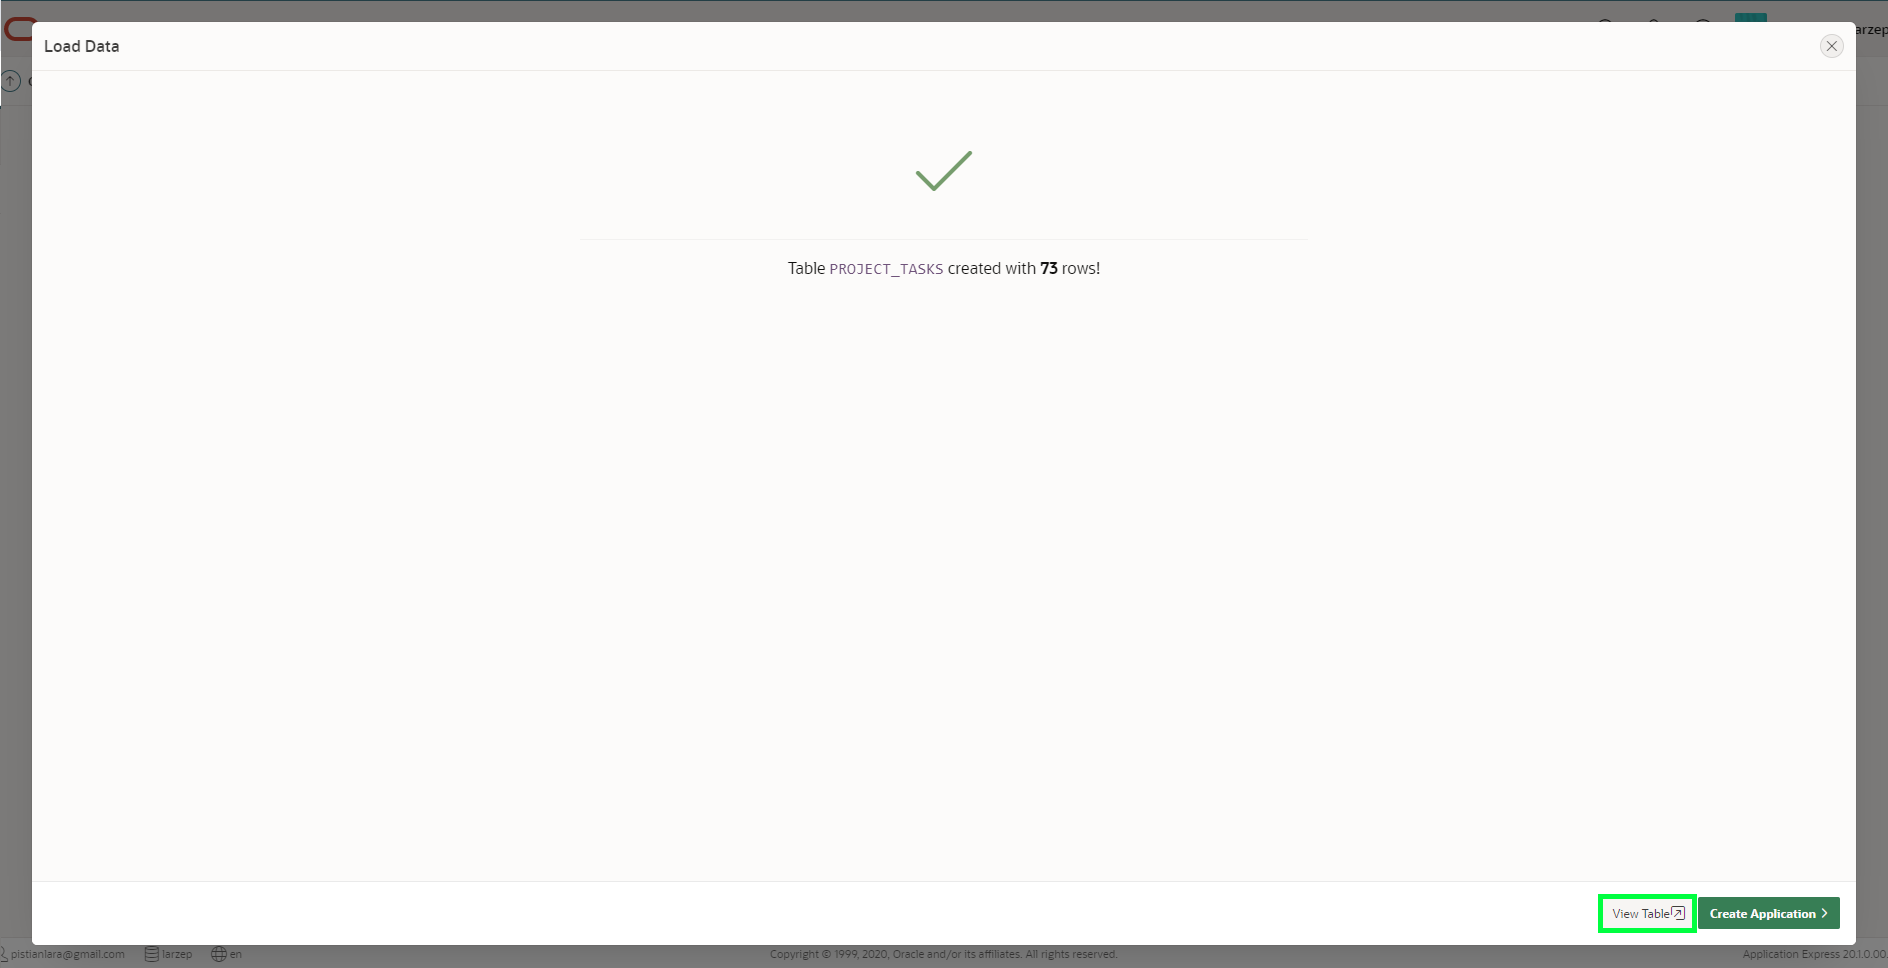 arzep
Load Data
Table PROJECT_TASKS created with 73 rows!
View Table
Create Application
pistianlara@gmail.com
larzep
en
Copyright © 1999, 2020, Oracle and/or its affiliates. All rights reserved.
Application Express 20.1.0.00.